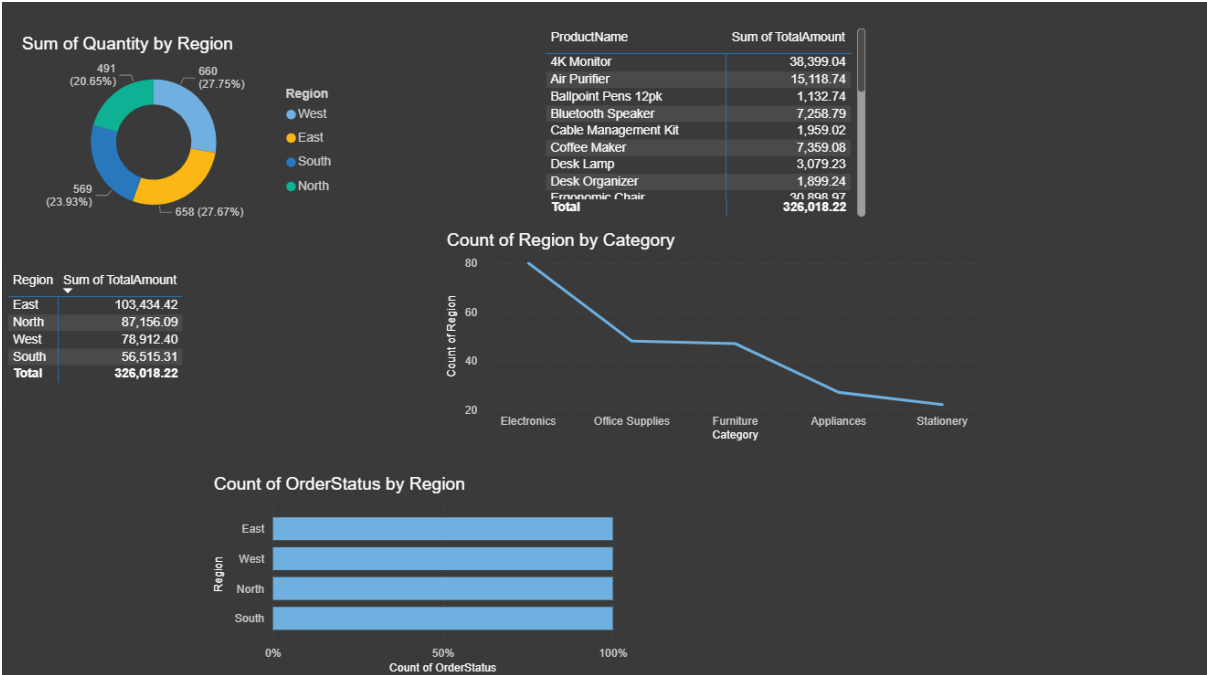 Sum of Quantity by Region
491
(20.65%)
660
(27.75%)
569
(23.93%)
658 (27.67%)
Region
West
East
South
North
ProductName Sum of TotalAmount
4K Monitor 38,399.04
Air Purifier 15,118.74
Ballpoint Pens 12pk 1,132.74
Bluetooth Speaker 7,258.79
Cable Management Kit 1,959.02
Coffee Maker 7,359.08
Desk Lamp 3,079.23
Desk Organizer 1,899.24
Ergonomic Chair 30,898.97
Total 326,018.22
Region Sum of TotalAmount
East 103,434.42
North 87,156.09
West 78,912.40
South 56,515.31
Total 326,018.22
Count of Region by Category
Count of Region
80
60
40
20
Electronics Office Supplies Furniture Appliances Stationery
Category
Count of OrderStatus by Region
Region
East
West
North
South
0% 50% 100%
Count of OrderStatus